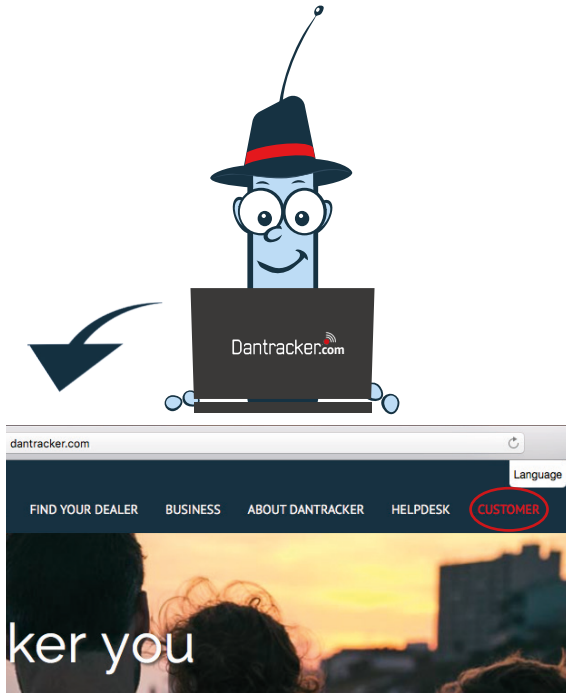 Dantracker.com
dantracker.com
Language
FIND YOUR DEALER BUSINESS ABOUT DANTRACKER HELPDESK CUSTOMER
ker you